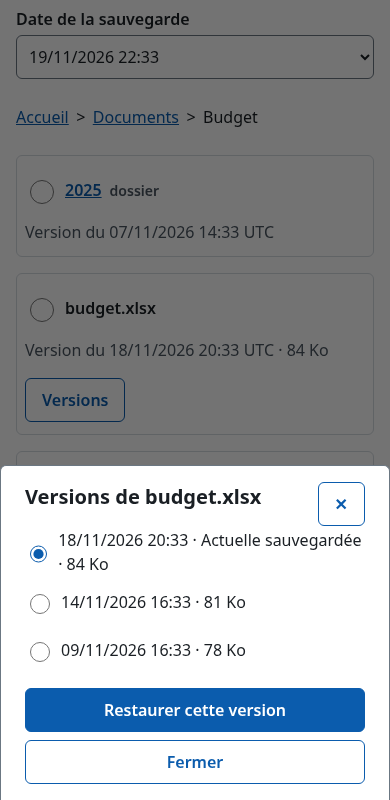 Date de la sauvegarde
19/11/2026 22:33
Accueil > Documents > Budget
2025 dossier
Version du 07/11/2026 14:33 UTC
budget.xlsx
Version du 18/11/2026 20:33 UTC · 84 Ko
Versions
Versions de budget.xlsx
×
18/11/2026 20:33 · Actuelle sauvegardée
· 84 Ko
14/11/2026 16:33 · 81 Ko
09/11/2026 16:33 · 78 Ko
Restaurer cette version
Fermer